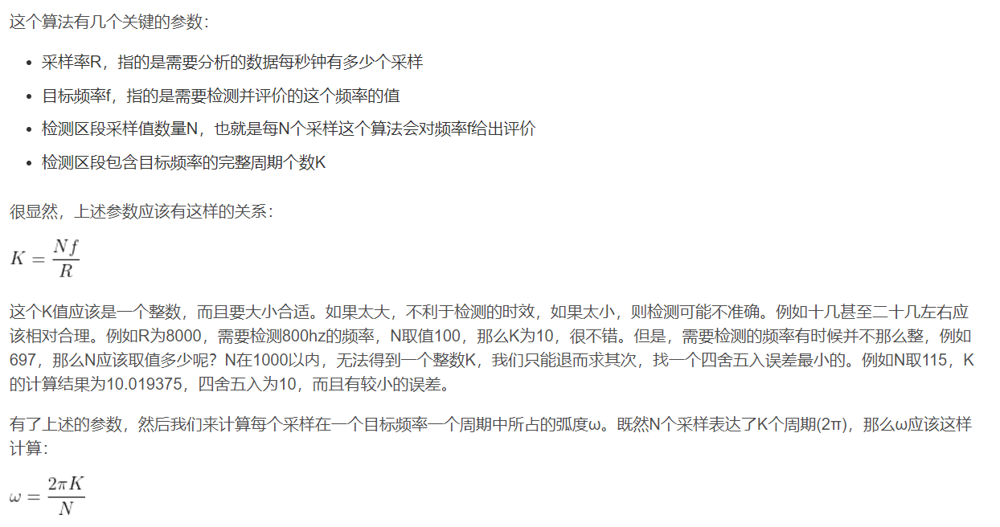 这个算法有几个关键的参数：
• 采样率R，指的是需要分析的数据每秒钟有多少个采样
• 目标频率f，指的是需要检测并评价的这个频率的值
• 检测区段采样值数量N，也就是每N个采样这个算法会对频率f给出评价
• 检测区段包含目标频率的完整周期个数K
很显然，上述参数应该有这样的关系：
K = Nf / R
这个K值应该是一个整数，而且要大小合适。如果太大，不利于检测的时效，如果太小，则检测可能不准确。例如十几甚至二十几左右应
该相对合理。例如R为8000，需要检测800hz的频率，N取值100，那么K为10，很不错。但是，需要检测的频率有时候并不那么整，例如
697，那么N应该取值多少呢？N在1000以内，无法得到一个整数K，我们只能退而求其次，找一个四舍五入误差最小的。例如N取115，K
的计算结果为10.019375，四舍五入为10，而且有较小的误差。
有了上述的参数，然后我们来计算每个采样在一个目标频率一个周期中所占的弧度ω。既然N个采样表达了K个周期(2π)，那么ω应该这样
计算：
ω = 2πK / N